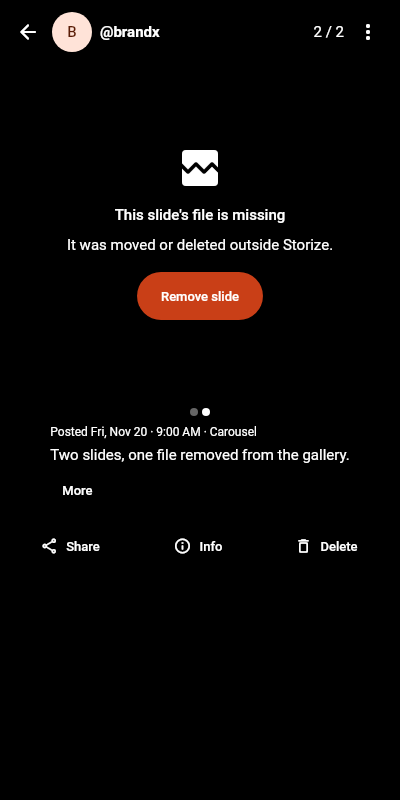 B
@brandx
2 / 2
This slide's file is missing
It was moved or deleted outside Storize.
Remove slide
Posted Fri, Nov 20 · 9:00 AM · Carousel
Two slides, one file removed from the gallery.
More
Share
Info
Delete